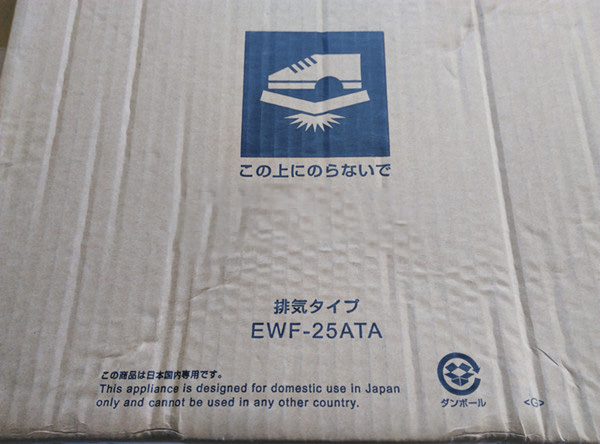 この上にのらないで
排気タイプ
EWF-25ATA
この商品は日本国内専用です。
This appliance is designed for domestic use in Japan
only and cannot be used in any other country.
ダンボール
<G>